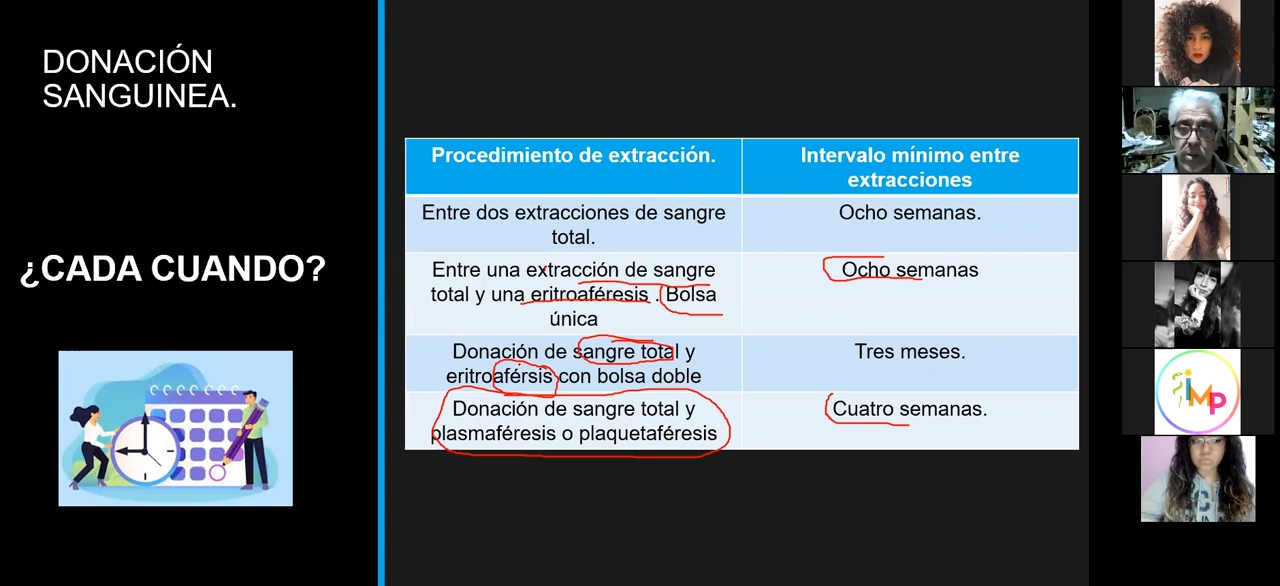 DONACIÓN
SANGUINEA.
¿CADA CUANDO?
Procedimiento de extracción.
Intervalo mínimo entre
extracciones
Entre dos extracciones de sangre
total.
Ocho semanas.
Entre una extracción de sangre
total y una eritroaféresis . Bolsa
única
Ocho semanas
Donación de sangre total y
eritroaférsis con bolsa doble
Tres meses.
Donación de sangre total y
plasmaféresis o plaquetaféresis
Cuatro semanas.
iMP